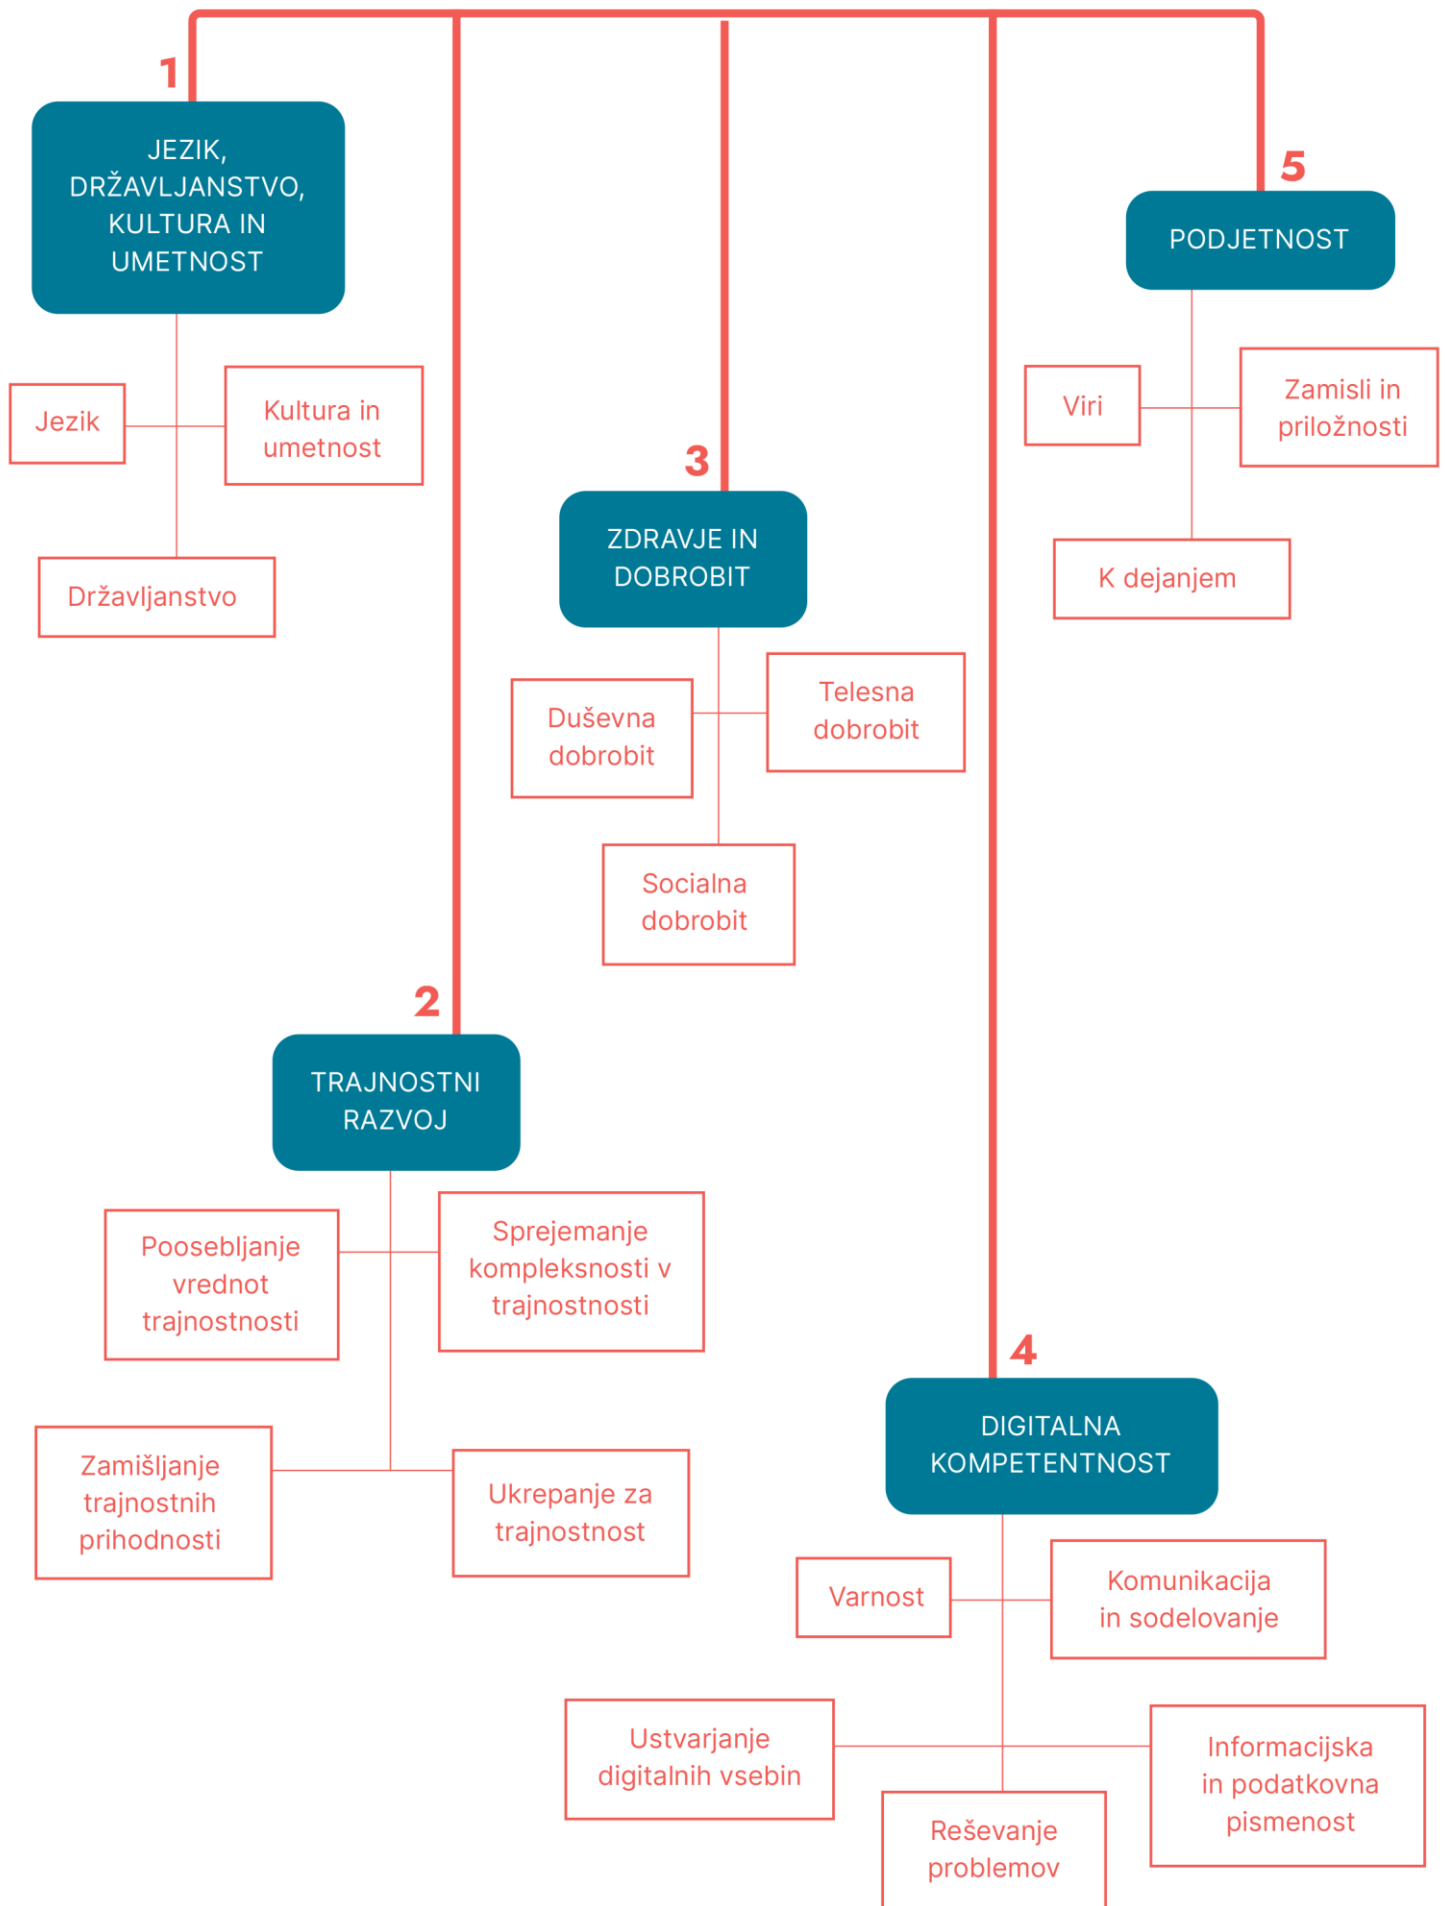 1
JEZIK,
DRŽAVLJANSTVO,
KULTURA IN
UMETNOST
Jezik
Kultura in
umetnost
Državljanstvo
2
TRAJNOSTNI
RAZVOJ
Poosebljanje
vrednot
trajnostnosti
Sprejemanje
kompleksnosti v
trajnostnosti
Zamišljanje
trajnostnih
prihodnosti
Ukrepanje za
trajnostnost
3
ZDRAVJE IN
DOBROBIT
Duševna
dobrobit
Telesna
dobrobit
Socialna
dobrobit
4
DIGITALNA
KOMPETENTNOST
Varnost
Komunikacija
in sodelovanje
Ustvarjanje
digitalnih vsebin
Informacijska
in podatkovna
pismenost
Reševanje
problemov
5
PODJETNOST
Viri
Zamisli in
priložnosti
K dejanjem